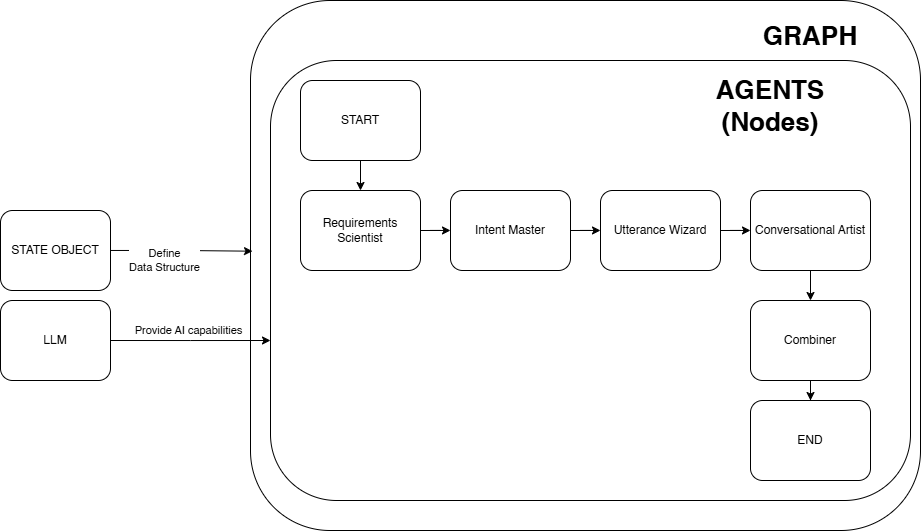 GRAPH
AGENTS
(Nodes)
START
Requirements
Scientist
Intent Master
Utterance Wizard
Conversational Artist
STATE OBJECT
Define
Data Structure
LLM
Provide AI capabilities
Combiner
END